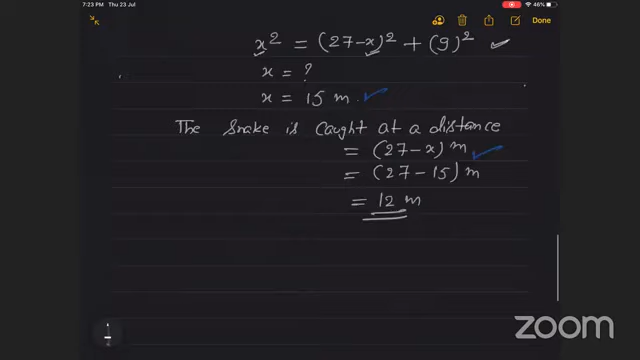 7:23 PM Thu 23 Jul
46%
Done
x² = (27-x)² + (9)²
x = ?
x = 15 m
The snake is caught at a distance
= (27-x) m
= (27 - 15) m
= 12 m
zoom